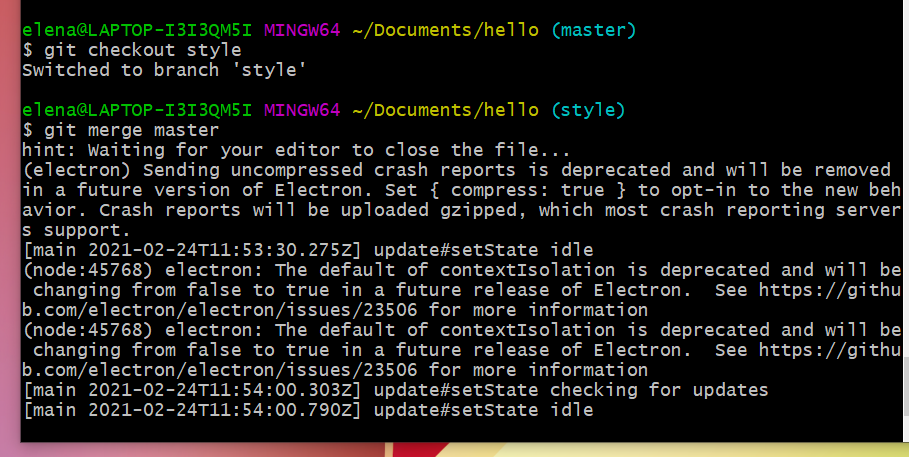 elena@LAPTOP-I3I3QM5I MINGW64 ~/Documents/hello (master)
$ git checkout style
Switched to branch 'style'
elena@LAPTOP-I3I3QM5I MINGW64 ~/Documents/hello (style)
$ git merge master
hint: Waiting for your editor to close the file...
(electron) Sending uncompressed crash reports is deprecated and will be removed
in a future version of Electron. Set { compress: true } to opt-in to the new beh
avior. Crash reports will be uploaded gzipped, which most crash reporting server
s support.
[main 2021-02-24T11:53:30.275Z] update#setState idle
(node:45768) electron: The default of contextIsolation is deprecated and will be
 changing from false to true in a future release of Electron.  See https://githu
b.com/electron/electron/issues/23506 for more information
(node:45768) electron: The default of contextIsolation is deprecated and will be
 changing from false to true in a future release of Electron.  See https://githu
b.com/electron/electron/issues/23506 for more information
[main 2021-02-24T11:54:00.303Z] update#setState checking for updates
[main 2021-02-24T11:54:00.790Z] update#setState idle